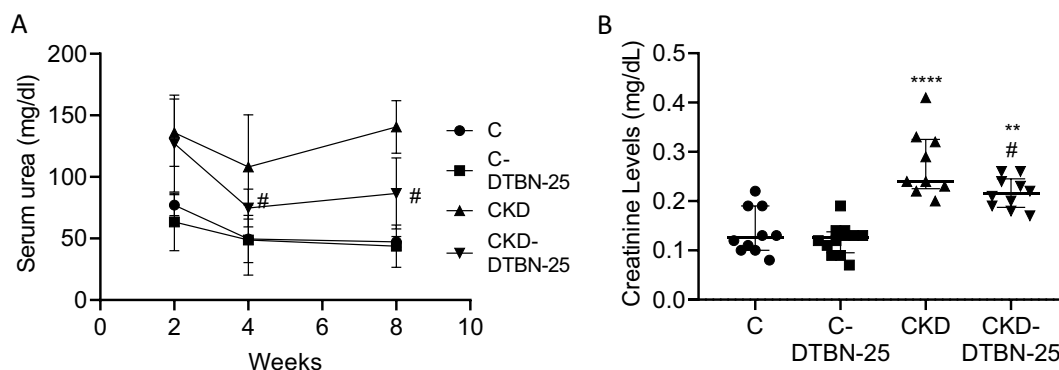 A
Serum urea (mg/dl)
200
150
100
50
0
#
#
0
2
4
6
8
10
Weeks
C
C-
DTBN-25
CKD
CKD-
DTBN-25
B
Creatinine Levels (mg/dL)
0.5
0.4
0.3
0.2
0.1
0.0
****
**
#
C
C-
DTBN-25
CKD
CKD-
DTBN-25